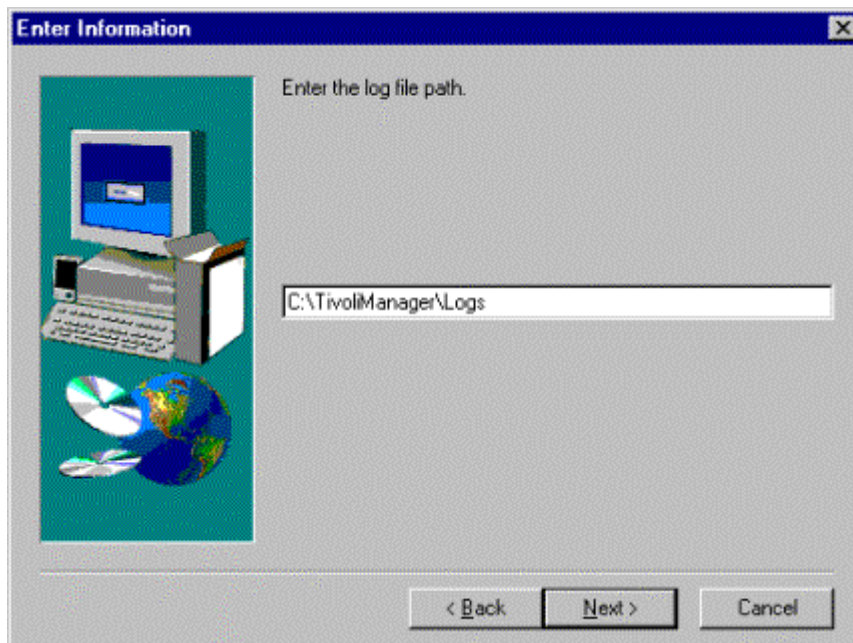 Enter Information
Enter the log file path.
C:\TivoliManager\Logs
< Back
Next >
Cancel